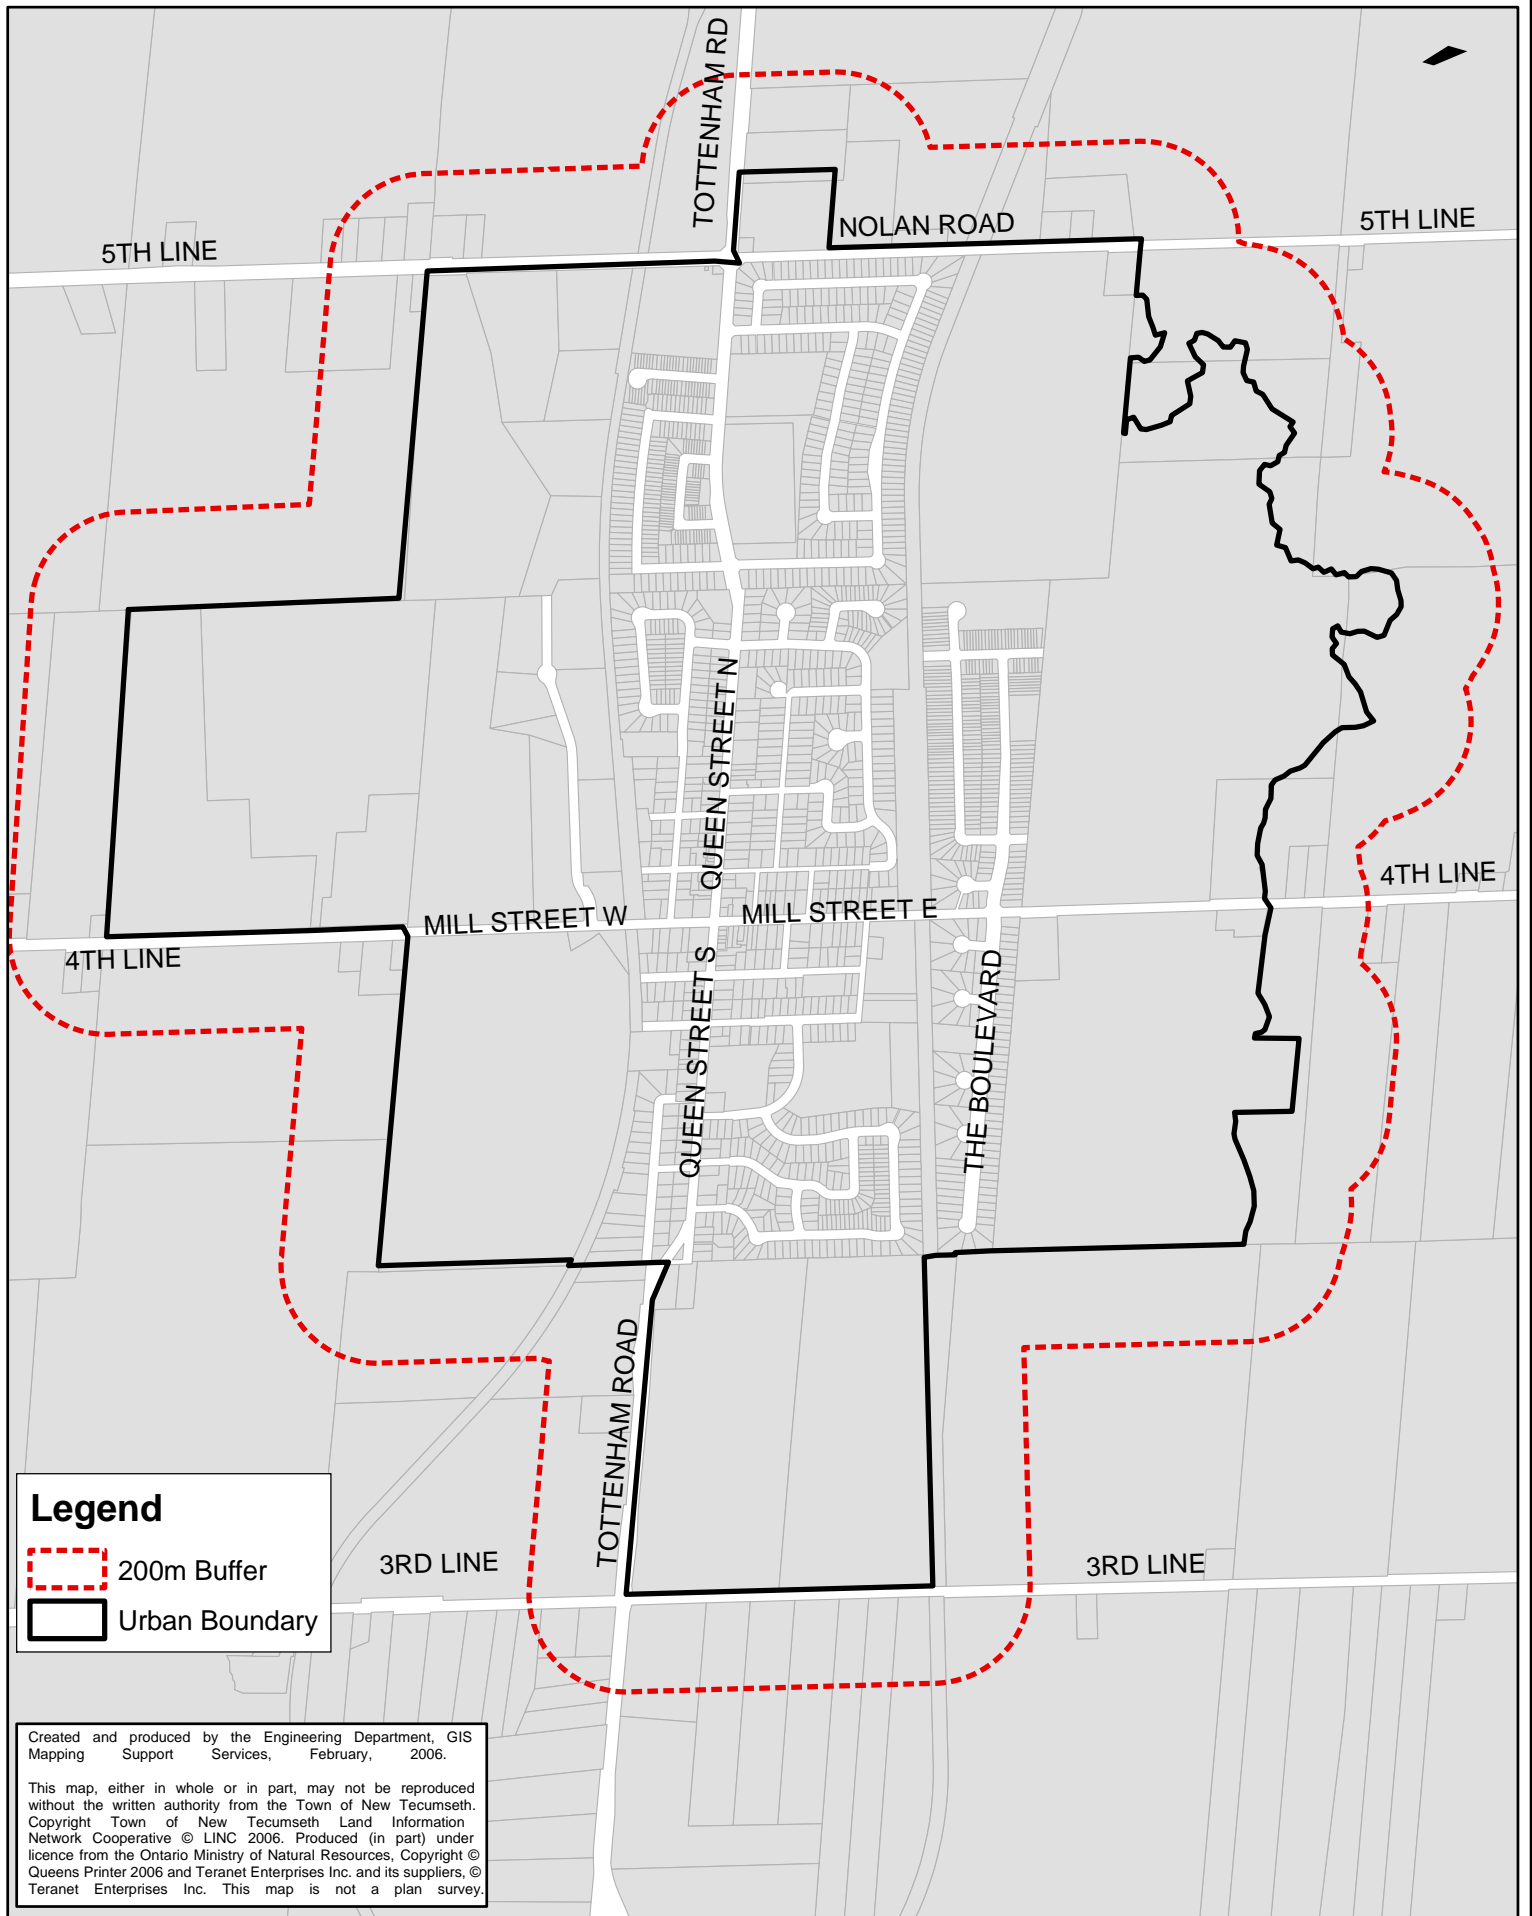 TOTTENHAM RD
NOLAN ROAD
5TH LINE
5TH LINE
QUEEN STREET N
4TH LINE
MILL STREET W
MILL STREET E
4TH LINE
QUEEN STREET S
THE BOULEVARD
TOTTENHAM ROAD
3RD LINE
3RD LINE
Legend
200m Buffer
Urban Boundary
Created and produced by the Engineering Department, GIS
Mapping Support Services, February, 2006.
This map, either in whole or in part, may not be reproduced
without the written authority from the Town of New Tecumseth.
Copyright Town of New Tecumseth Land Information
Network Cooperative © LINC 2006. Produced (in part) under
licence from the Ontario Ministry of Natural Resources, Copyright ©
Queens Printer 2006 and Teranet Enterprises Inc. and its suppliers, ©
Teranet Enterprises Inc. This map is not a plan survey.